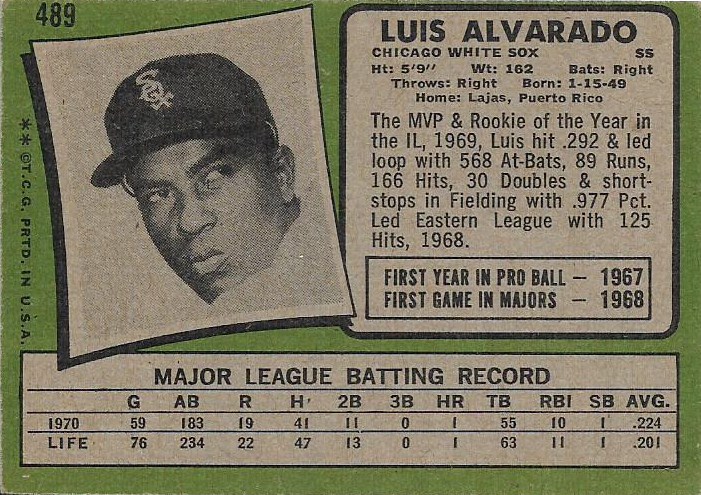 489
LUIS ALVARADO
CHICAGO WHITE SOX SS
Ht: 5'9" Wt: 162 Bats: Right
Throws: Right Born: 1-15-49
Home: Lajas, Puerto Rico
The MVP & Rookie of the Year in
the IL, 1969, Luis hit .292 & led
loop with 568 At-Bats, 89 Runs,
166 Hits, 30 Doubles & short-
stops in Fielding with .977 Pct.
Led Eastern League with 125
Hits, 1968.
FIRST YEAR IN PRO BALL — 1967
FIRST GAME IN MAJORS — 1968
SOX
** ©T.C.G. PRTD. IN U.S.A.
MAJOR LEAGUE BATTING RECORD
G AB R H 2B 3B HR TB RBI SB AVG.
1970 59 183 19 41 11 0 1 55 10 1 .224
LIFE 76 234 22 47 13 0 1 63 11 1 .201